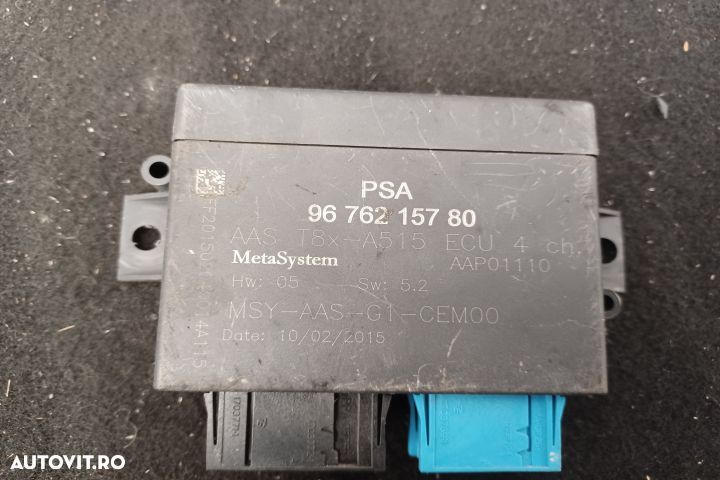 PSA
96 762 157 80
AAS T8x-A515 ECU 4 ch.
MetaSystem AAP01110
Hw: 05 Sw: 5.2
MSY-AAS-G1-CEM00
Date: 10/02/2015
AUTOVIT.RO